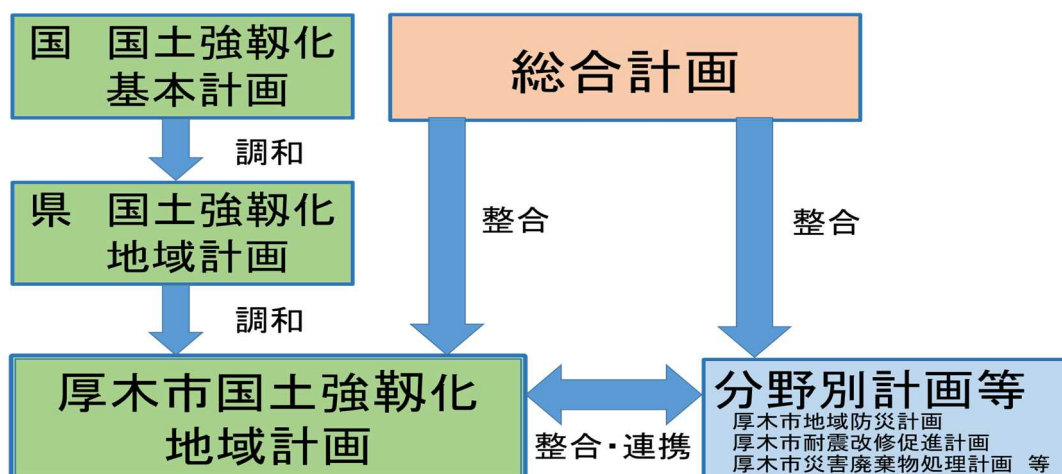 国 国土強靱化
基本計画
総合計画
調和
県 国土強靱化
地域計画
整合
整合
調和
厚木市国土強靱化
地域計画
整合・連携
分野別計画等
厚木市地域防災計画
厚木市耐震改修促進計画
厚木市災害廃棄物処理計画 等